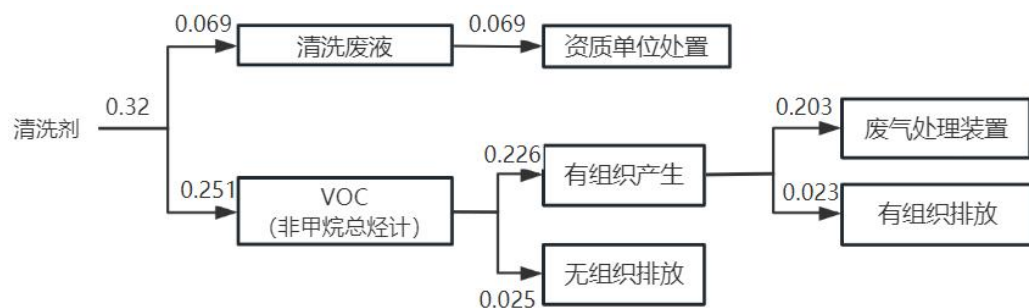 0.069
清洗废液
0.069
资质单位处置
0.32
清洗剂
0.203
废气处理装置
0.226
有组织产生
0.251
VOC
（非甲烷总烃计）
0.023
有组织排放
无组织排放
0.025